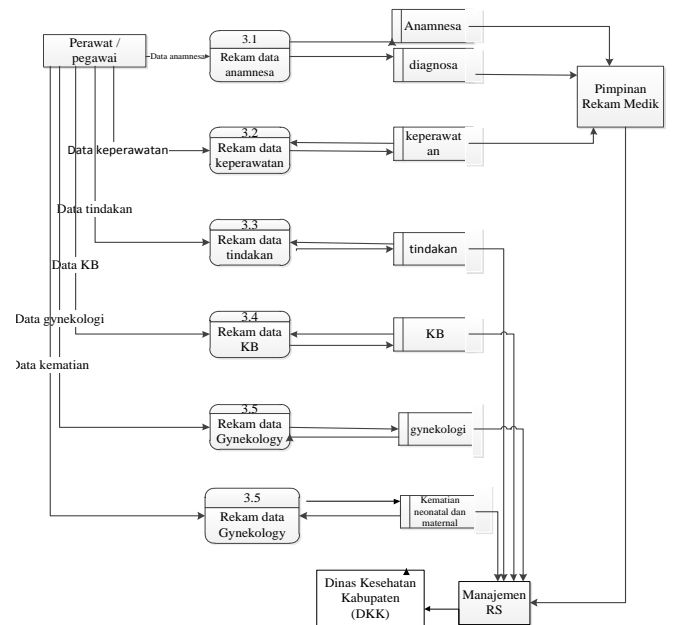 Perawat /
pegawai
Data anamnesa
3.1
Rekam data
anamnesa
Anamnesa
diagnosa
Pimpinan
Rekam Medik
Data keperawatan
3.2
Rekam data
keperawatan
keperawat
an
Data tindakan
3.3
Rekam data
tindakan
tindakan
Data KB
3.4
Rekam data
KB
KB
Data gynekologi
Data kematian
3.5
Rekam data
Gynekology
gynekologi
3.5
Rekam data
Gynekology
Kematian
neonatal dan
maternal
Dinas Kesehatan
Kabupaten
(DKK)
Manajemen
RS